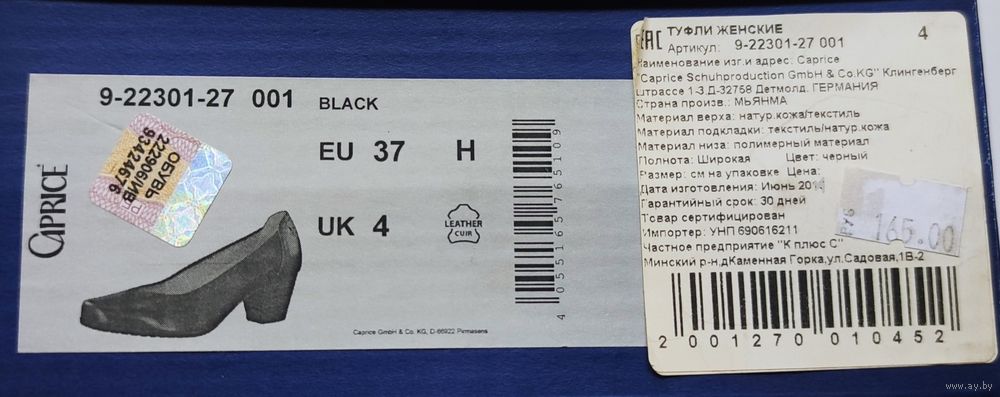 9-22301-27 001 BLACK
EU 37 H
UK 4
LEATHER
CUIR
CAPRICE
ОБУВЬ
222906ИМВ
93424676
Caprice GmbH & Co. KG, D-66922 Pirmasens
4 055165 765109
EAC
ТУФЛИ ЖЕНСКИЕ
Артикул: 9-22301-27 001 4
Наименование изг.и адрес: Caprice
"Caprice Schuhproduction GmbH & Co.KG" Клингенберг
штрассе 1-3,Д-32758 Детмолд. ГЕРМАНИЯ
Страна произв.: МЬЯНМА
Материал верха: натур.кожа/текстиль
Материал подкладки: текстиль/натур.кожа
Материал низа: полимерный материал
Полнота: Широкая Цвет: черный
Размер: см на упаковке Цена:
Дата изготовления: Июнь
Гарантийный срок: 30 дней
Товар сертифицирован
Импортер: УНП 690616211
Частное предприятие "К плюс С"
Минский р-н,дКаменная Горка,ул.Садовая,1В-2
165.00
2 001270 010452
www.ay.by